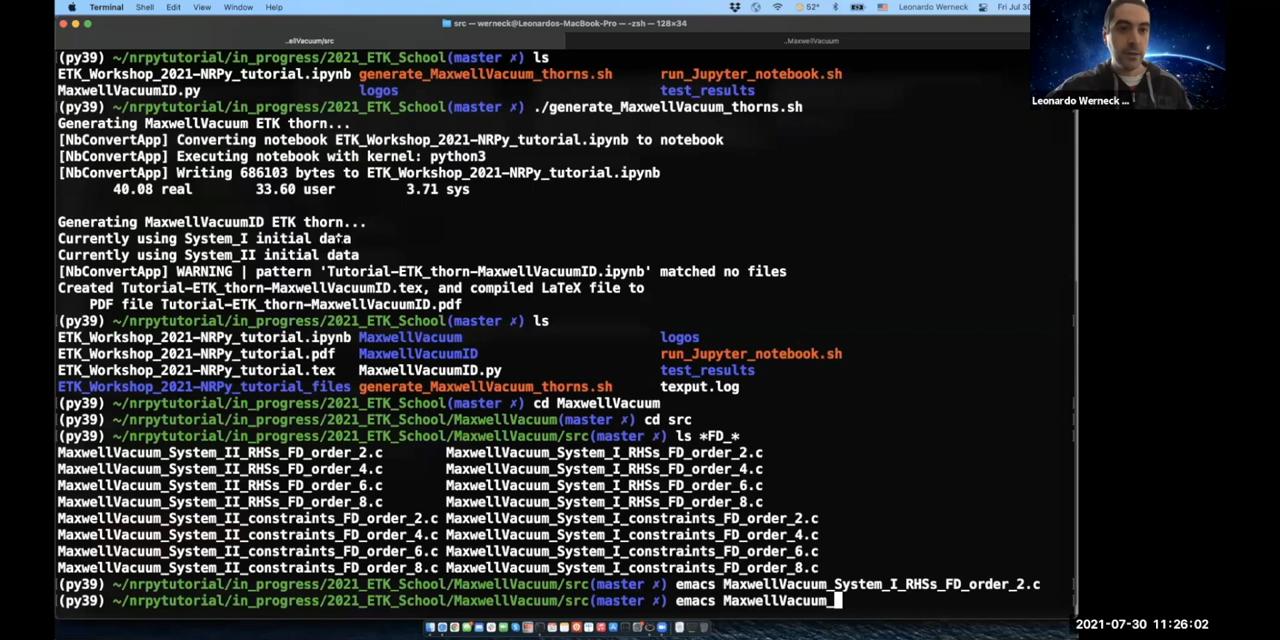 Terminal Shell Edit View Window Help 52° Leonardo Werneck Fri Jul 30
src — werneck@Leonardos-MacBook-Pro — -zsh — 128×34
..ellVacuum/src ..MaxwellVacuum
(py39) ~/nrpytutorial/in_progress/2021_ETK_School(master ✗) ls
ETK_Workshop_2021-NRPy_tutorial.ipynb generate_MaxwellVacuum_thorns.sh run_Jupyter_notebook.sh
MaxwellVacuumID.py logos test_results
(py39) ~/nrpytutorial/in_progress/2021_ETK_School(master ✗) ./generate_MaxwellVacuum_thorns.sh
Generating MaxwellVacuum ETK thorn...
[NbConvertApp] Converting notebook ETK_Workshop_2021-NRPy_tutorial.ipynb to notebook
[NbConvertApp] Executing notebook with kernel: python3
[NbConvertApp] Writing 686103 bytes to ETK_Workshop_2021-NRPy_tutorial.ipynb
40.08 real 33.60 user 3.71 sys
Generating MaxwellVacuumID ETK thorn...
Currently using System_I initial data
Currently using System_II initial data
[NbConvertApp] WARNING | pattern 'Tutorial-ETK_thorn-MaxwellVacuumID.ipynb' matched no files
Created Tutorial-ETK_thorn-MaxwellVacuumID.tex, and compiled LaTeX file to
PDF file Tutorial-ETK_thorn-MaxwellVacuumID.pdf
(py39) ~/nrpytutorial/in_progress/2021_ETK_School(master ✗) ls
ETK_Workshop_2021-NRPy_tutorial.ipynb MaxwellVacuum logos
ETK_Workshop_2021-NRPy_tutorial.pdf MaxwellVacuumID run_Jupyter_notebook.sh
ETK_Workshop_2021-NRPy_tutorial.tex MaxwellVacuumID.py test_results
ETK_Workshop_2021-NRPy_tutorial_files generate_MaxwellVacuum_thorns.sh texput.log
(py39) ~/nrpytutorial/in_progress/2021_ETK_School(master ✗) cd MaxwellVacuum
(py39) ~/nrpytutorial/in_progress/2021_ETK_School/MaxwellVacuum(master ✗) cd src
(py39) ~/nrpytutorial/in_progress/2021_ETK_School/MaxwellVacuum/src(master ✗) ls *FD_*
MaxwellVacuum_System_II_RHSs_FD_order_2.c MaxwellVacuum_System_I_RHSs_FD_order_2.c
MaxwellVacuum_System_II_RHSs_FD_order_4.c MaxwellVacuum_System_I_RHSs_FD_order_4.c
MaxwellVacuum_System_II_RHSs_FD_order_6.c MaxwellVacuum_System_I_RHSs_FD_order_6.c
MaxwellVacuum_System_II_RHSs_FD_order_8.c MaxwellVacuum_System_I_RHSs_FD_order_8.c
MaxwellVacuum_System_II_constraints_FD_order_2.c MaxwellVacuum_System_I_constraints_FD_order_2.c
MaxwellVacuum_System_II_constraints_FD_order_4.c MaxwellVacuum_System_I_constraints_FD_order_4.c
MaxwellVacuum_System_II_constraints_FD_order_6.c MaxwellVacuum_System_I_constraints_FD_order_6.c
MaxwellVacuum_System_II_constraints_FD_order_8.c MaxwellVacuum_System_I_constraints_FD_order_8.c
(py39) ~/nrpytutorial/in_progress/2021_ETK_School/MaxwellVacuum/src(master ✗) emacs MaxwellVacuum_System_I_RHSs_FD_order_2.c
(py39) ~/nrpytutorial/in_progress/2021_ETK_School/MaxwellVacuum/src(master ✗) emacs MaxwellVacuum_
Leonardo Werneck ...
2021-07-30 11:26:02